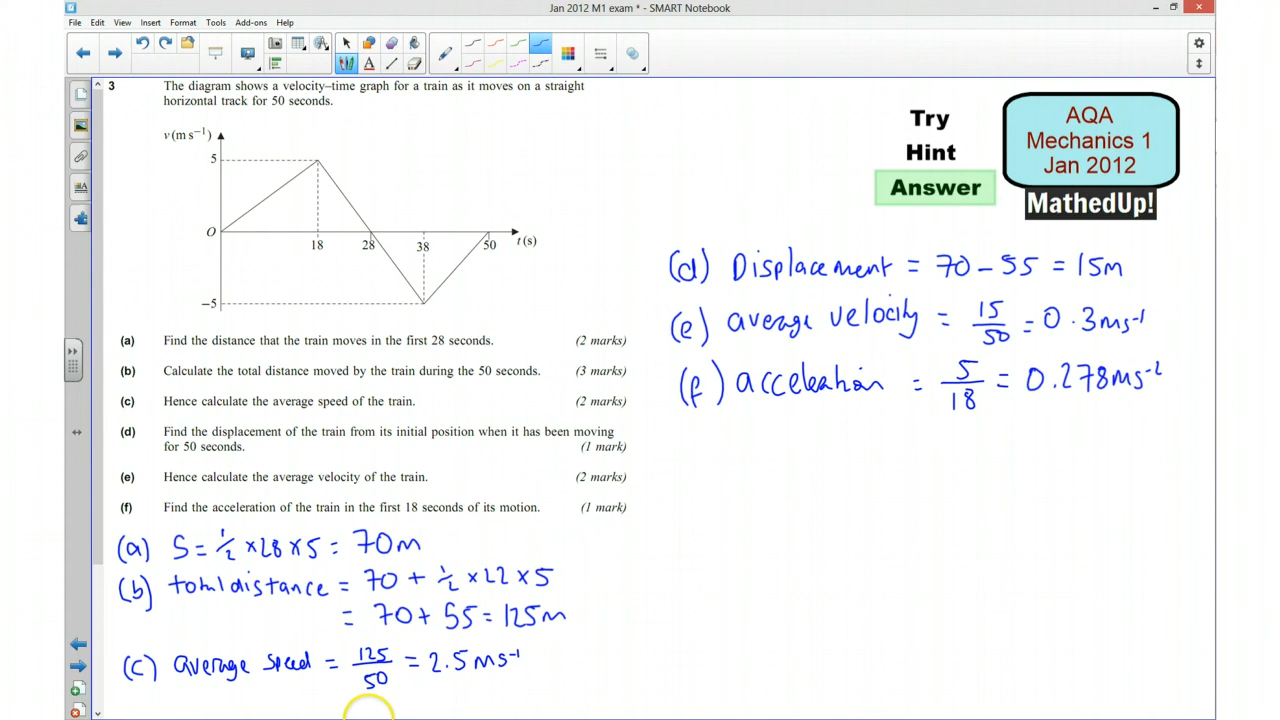 Jan 2012 M1 exam * - SMART Notebook
File Edit View Insert Format Tools Add-ons Help
3 The diagram shows a velocity–time graph for a train as it moves on a straight
horizontal track for 50 seconds.
v (m s⁻¹)
5
O
18 28 38 50 t (s)
−5
(a) Find the distance that the train moves in the first 28 seconds. (2 marks)
(b) Calculate the total distance moved by the train during the 50 seconds. (3 marks)
(c) Hence calculate the average speed of the train. (2 marks)
(d) Find the displacement of the train from its initial position when it has been moving
for 50 seconds. (1 mark)
(e) Hence calculate the average velocity of the train. (2 marks)
(f) Find the acceleration of the train in the first 18 seconds of its motion. (1 mark)
(a) S = 1/2 × 28 × 5 = 70m
(b) total distance = 70 + 1/2 × 22 × 5
= 70 + 55 = 125m
(c) average speed = 125/50 = 2.5 ms⁻¹
Try
Hint
Answer
AQA
Mechanics 1
Jan 2012
MathedUp!
(d) Displacement = 70 - 55 = 15m
(e) average velocity = 15/50 = 0.3ms⁻¹
(f) acceleration = 5/18 = 0.278ms⁻²